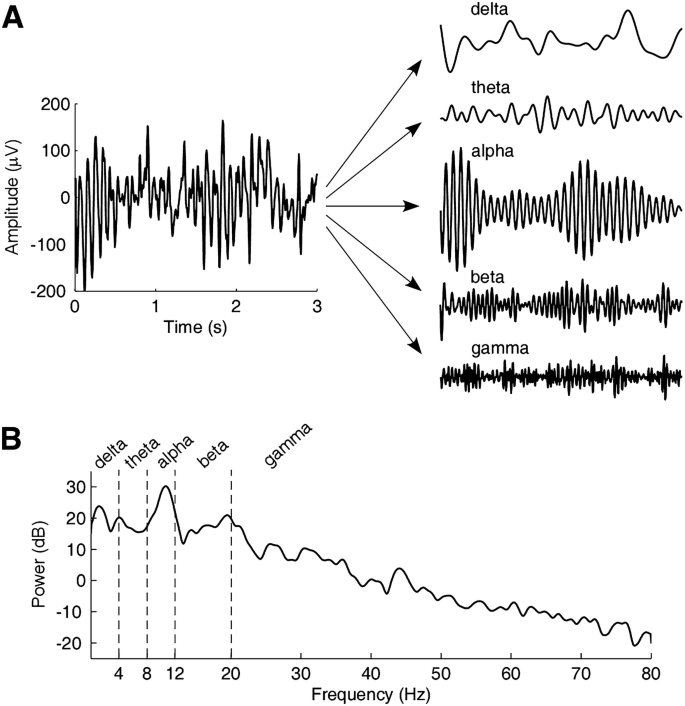 A
delta
theta
alpha
beta
gamma
Amplitude (µV)
200
100
0
-100
-200
0 1 2 3
Time (s)
B
delta theta alpha beta gamma
Power (dB)
30
20
10
0
-10
-20
4 8 12 20 30 40 50 60 70 80
Frequency (Hz)